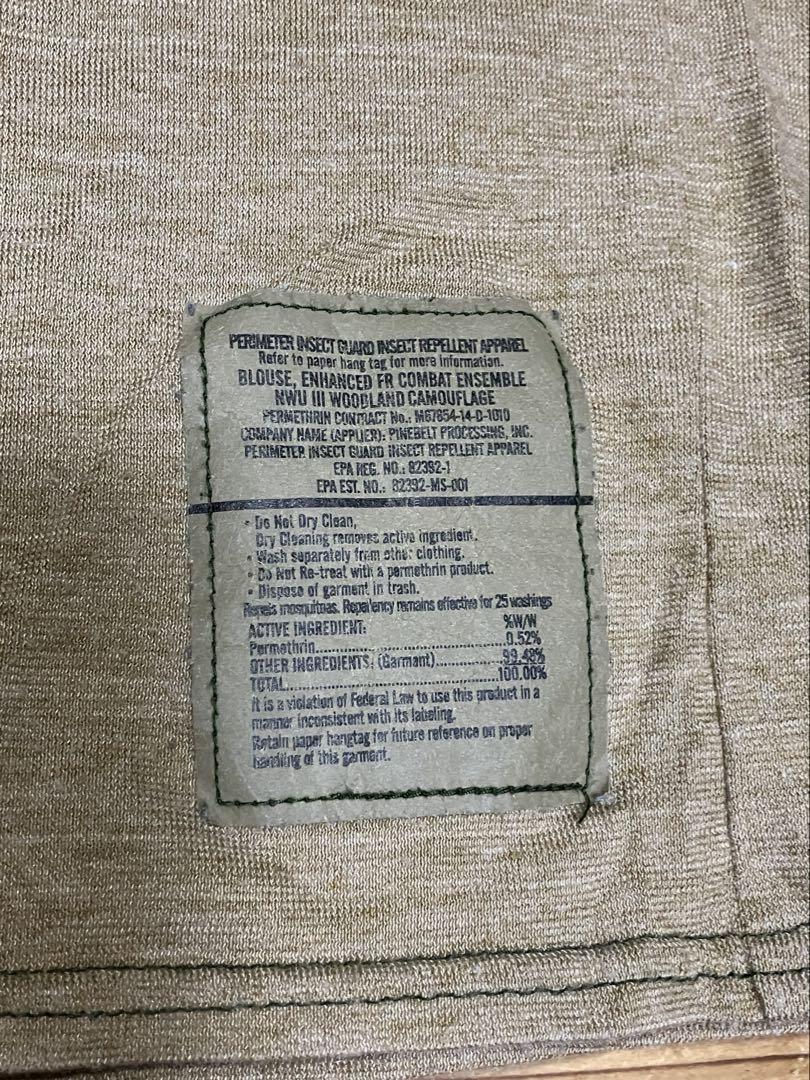 PERIMETER INSECT GUARD INSECT REPELLENT APPAREL
Refer to paper hang tag for more information.
BLOUSE, ENHANCED FR COMBAT ENSEMBLE
NWU III WOODLAND CAMOUFLAGE
PERMETHRIN CONTRACT No.: M67854-14-D-1010
COMPANY NAME (APPLIER): PINEBELT PROCESSING, INC.
PERIMETER INSECT GUARD INSECT REPELLENT APPAREL
EPA REG. NO.: 82392-1
EPA EST. NO.: 82392-MS-001
• Do Not Dry Clean,
Dry Cleaning removes active ingredient.
• Wash separately from other clothing.
• Do Not Re-treat with a permethrin product.
• Dispose of garment in trash.
Repels mosquitoes. Repellency remains effective for 25 washings
ACTIVE INGREDIENT: %W/W
Permethrin................................0.52%
OTHER INGREDIENTS: (Garment)..............99.48%
TOTAL.....................................100.00%
It is a violation of Federal Law to use this product in a
manner inconsistent with its labeling.
Retain paper hangtag for future reference on proper
handling of this garment.